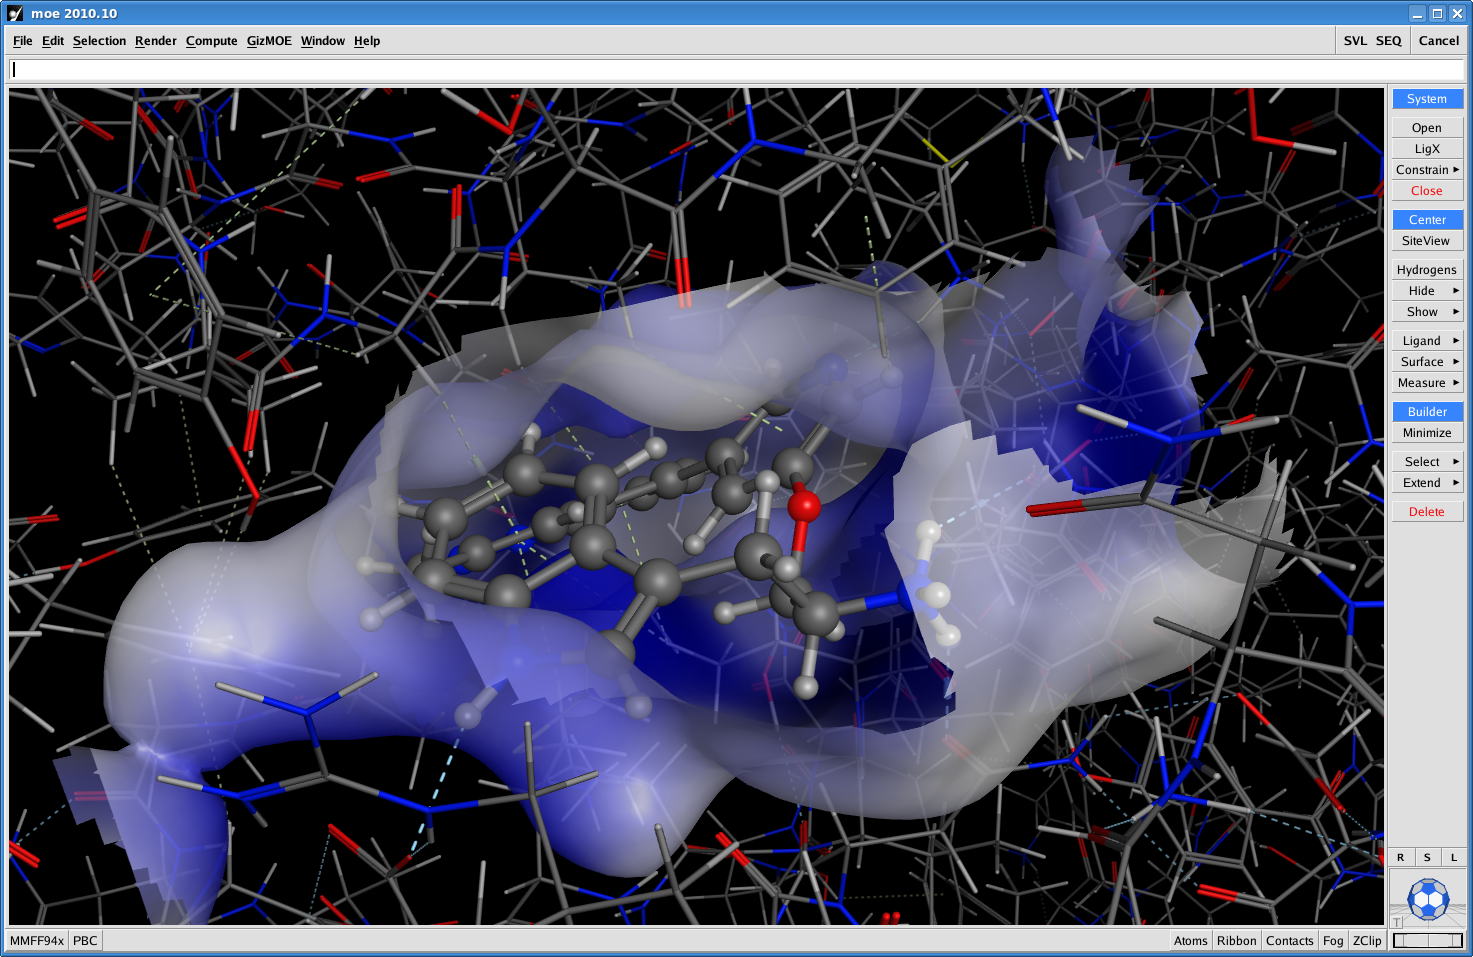 moe 2010.10
File Edit Selection Render Compute GizMOE Window Help SVL SEQ Cancel
System
Open
LigX
Constrain
Close
Center
SiteView
Hydrogens
Hide
Show
Ligand
Surface
Measure
Builder
Minimize
Select
Extend
Delete
R S L
T
MMFF94x PBC Atoms Ribbon Contacts Fog ZClip